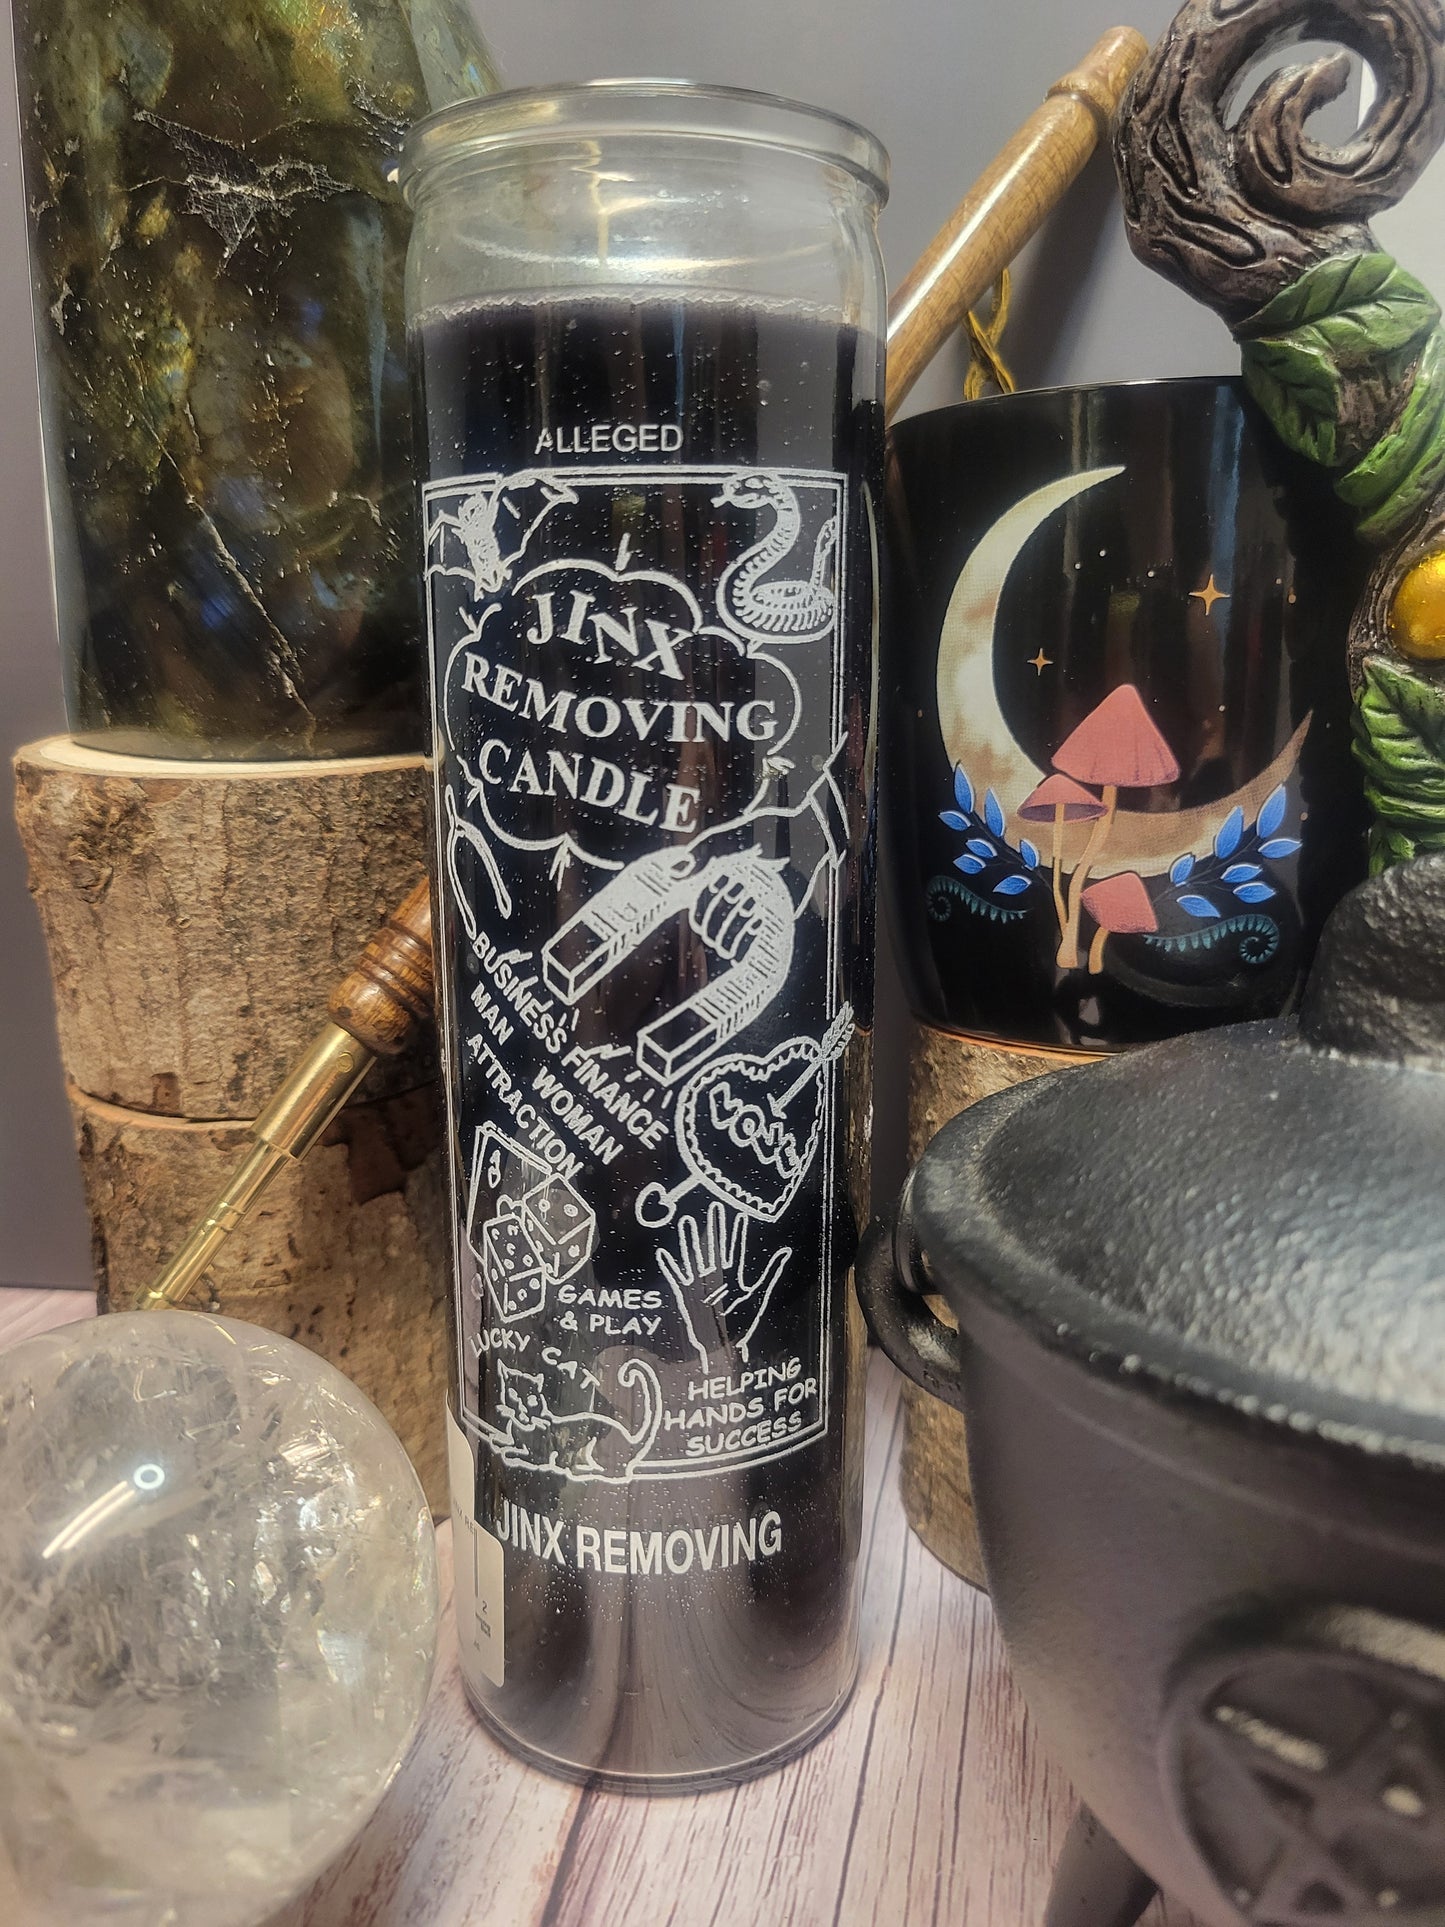 ALLEGED
JINX
REMOVING
CANDLE
BUSINESS FINANCE
MAN WOMAN
ATTRACTION
LOVE
GAMES
& PLAY
LUCKY CAT
HELPING
HANDS FOR
SUCCESS
JINX REMOVING